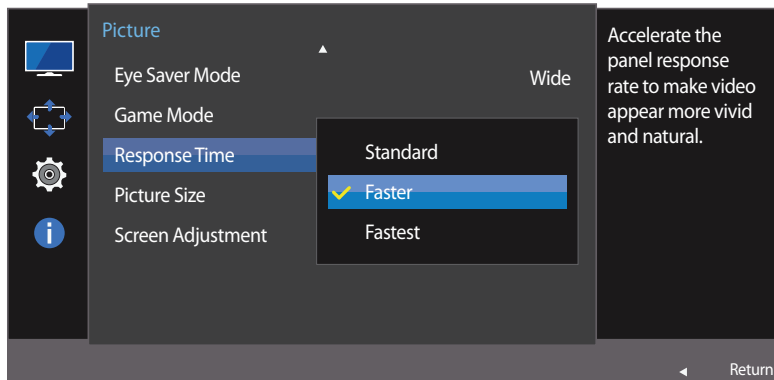 Picture
Eye Saver Mode
Wide
Game Mode
Response Time
Picture Size
Screen Adjustment
Standard
Faster
Fastest
Accelerate the
panel response
rate to make video
appear more vivid
and natural.
Return